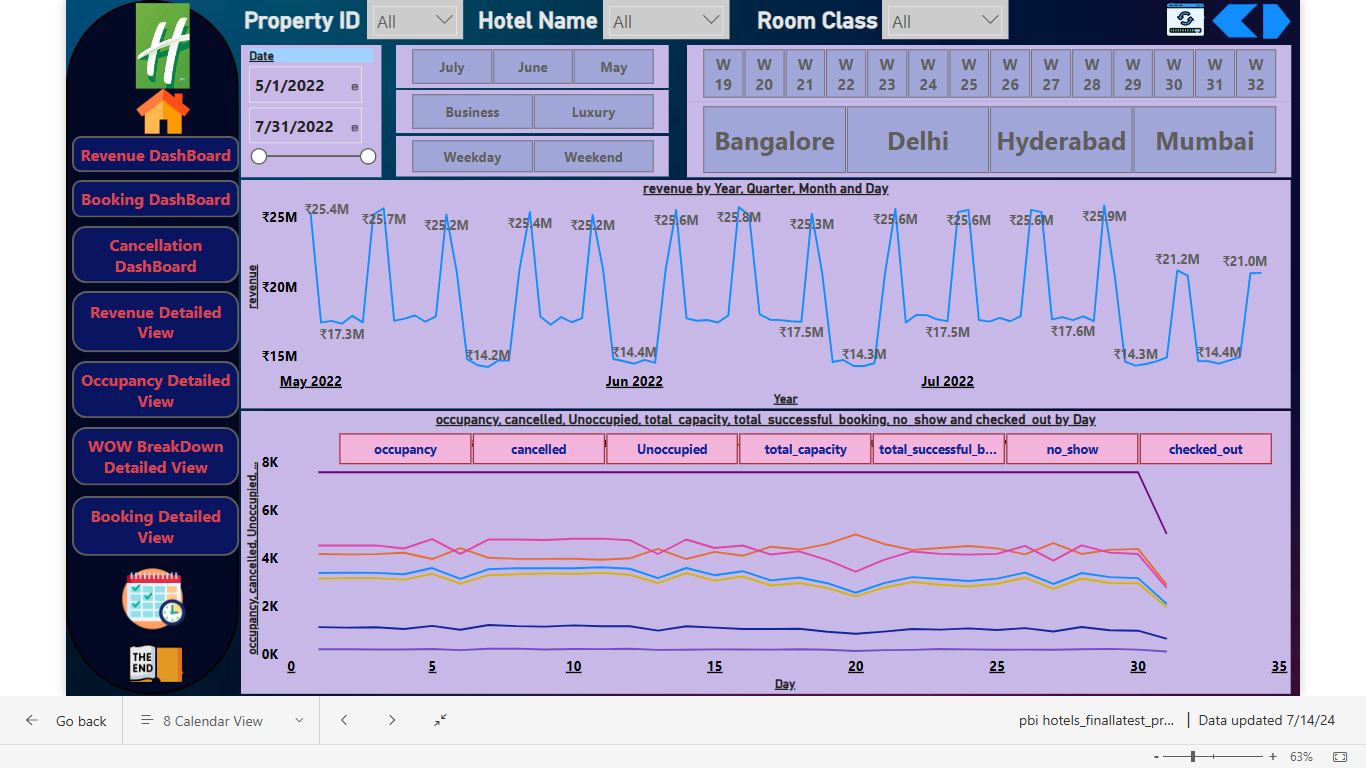 Property ID
All
Hotel Name
All
Room Class
All
H
Date
5/1/2022
7/31/2022
July
June
May
Business
Luxury
Weekday
Weekend
W 19
W 20
W 21
W 22
W 23
W 24
W 25
W 26
W 27
W 28
W 29
W 30
W 31
W 32
Bangalore
Delhi
Hyderabad
Mumbai
Revenue DashBoard
Booking DashBoard
Cancellation
DashBoard
Revenue Detailed
View
Occupancy Detailed
View
WOW BreakDown
Detailed View
Booking Detailed
View
THE
END
revenue by Year, Quarter, Month and Day
revenue
₹25M
₹20M
₹15M
₹25.4M
₹17.3M
₹25.7M
₹25.2M
₹14.2M
₹25.4M
₹25.2M
₹14.4M
₹25.6M
₹25.8M
₹17.5M
₹25.3M
₹14.3M
₹25.6M
₹17.5M
₹25.6M
₹25.6M
₹17.6M
₹25.9M
₹14.3M
₹21.2M
₹14.4M
₹21.0M
May 2022
Jun 2022
Jul 2022
Year
occupancy, cancelled, Unoccupied, total_capacity, total_successful_booking, no_show and checked_out by Day
occupancy
cancelled
Unoccupied
total_capacity
total_successful_b...
no_show
checked_out
occupancy, cancelled, Unoccupied, ...
8K
6K
4K
2K
0K
0
5
10
15
20
25
30
35
Day
Go back
8 Calendar View
pbi hotels_finallatest_pr...
| Data updated 7/14/24
- + 63%